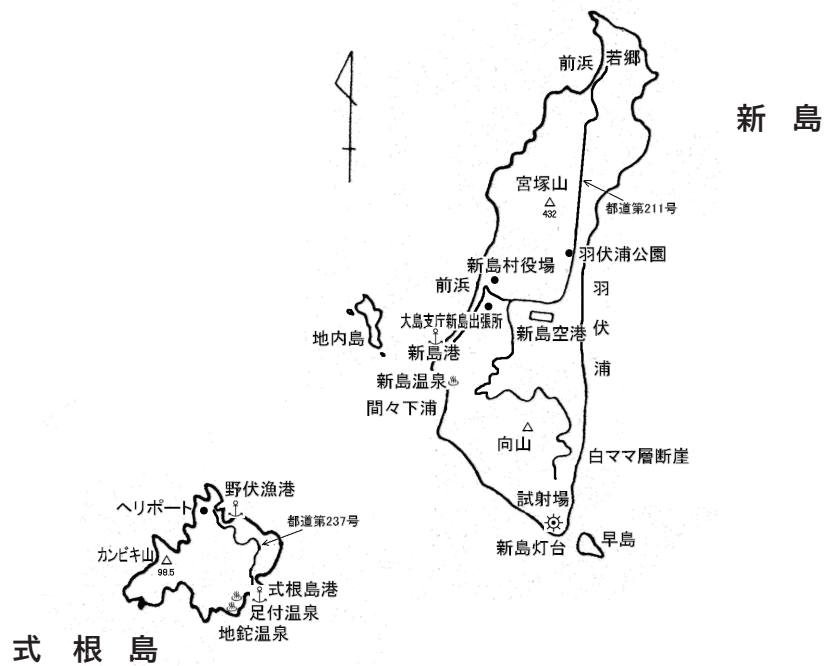 前浜
若郷
新島
宮塚山
432
都道第211号
羽伏浦公園
新島村役場
前浜
羽伏浦
大島支庁新島出張所
新島空港
地内島
新島港
新島温泉
間々下浦
向山
白ママ層断崖
試射場
新島灯台
早島
野伏漁港
ヘリポート
都道第237号
カンビキ山
98.5
式根島港
足付温泉
地鉈温泉
式根島